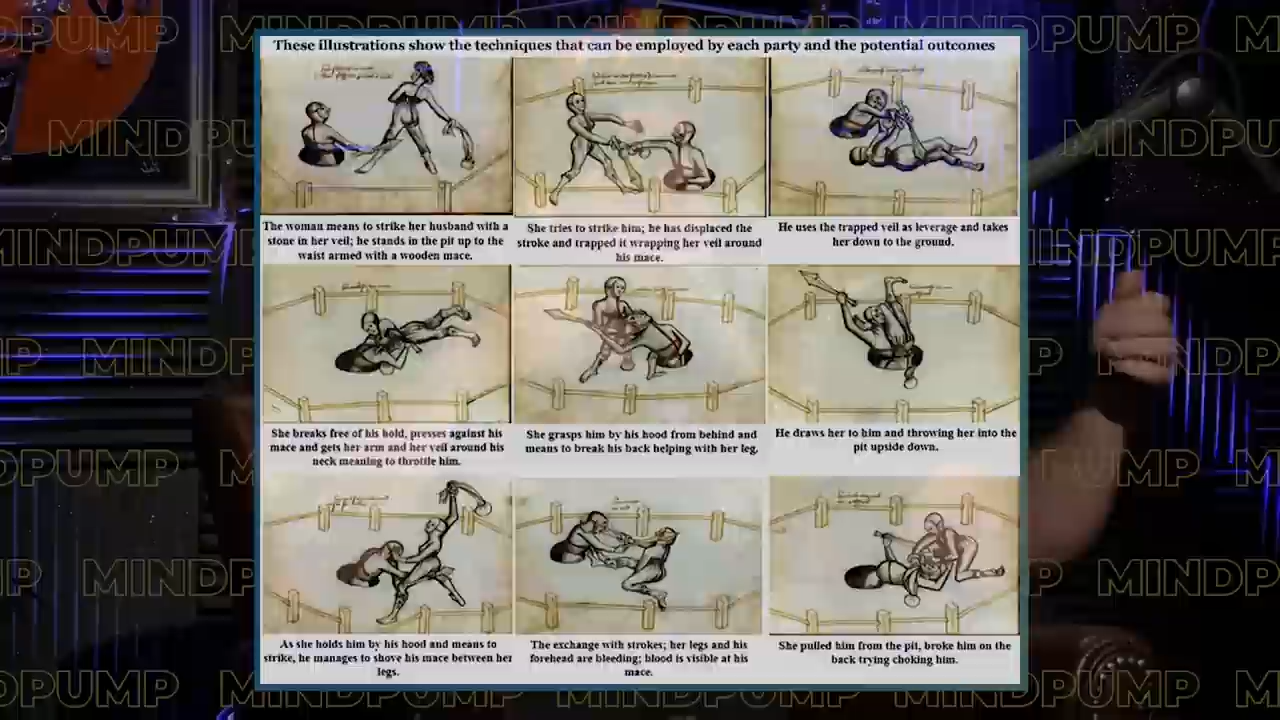 These illustrations show the techniques that can be employed by each party and the potential outcomes
The woman means to strike her husband with a
stone in her veil; he stands in the pit up to the
waist armed with a wooden mace.
She tries to strike him; he has displaced the
stroke and trapped it wrapping her veil around
his mace.
He uses the trapped veil as leverage and takes
her down to the ground.
She breaks free of his hold, presses against his
mace and gets her arm and her veil around his
neck meaning to throttle him.
She grasps him by his hood from behind and
means to break his back helping with her leg.
He draws her to him and throwing her into the
pit upside down.
As she holds him by his hood and means to
strike, he manages to shove his mace between her
legs.
The exchange with strokes; her legs and his
forehead are bleeding; blood is visible at his
mace.
She pulled him from the pit, broke him on the
back trying choking him.
MINDPUMP